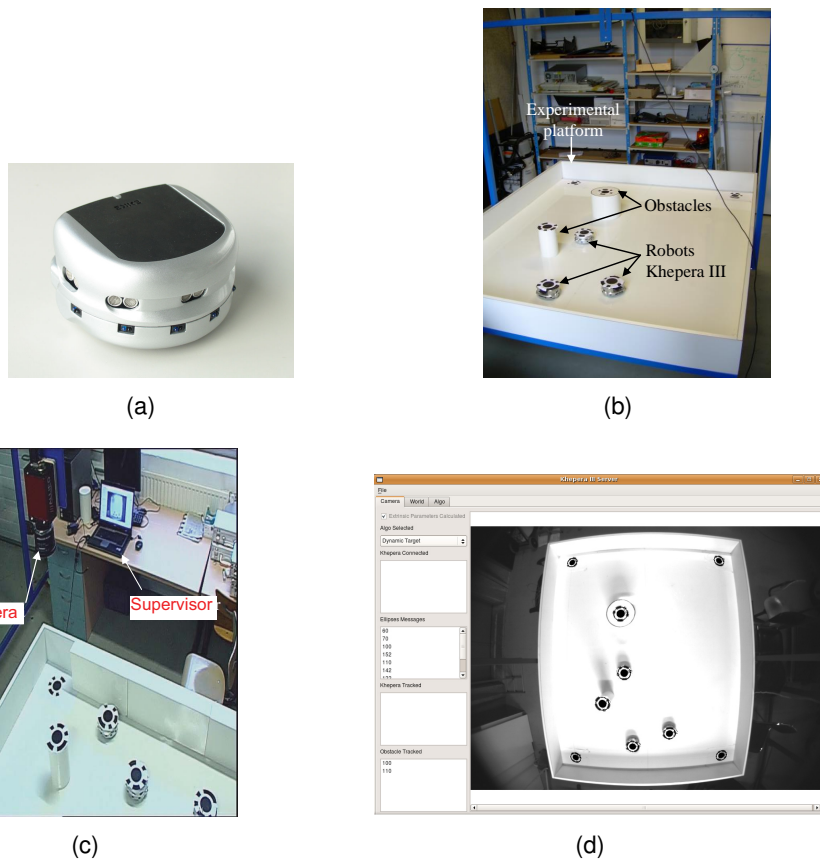 Experimental
platform
Obstacles
Robots
Khepera III
(a)
(b)
era
Supervisor
Khepera III Server
File
Camera World Algo
Extrinsic Parameters Calculated
Algo Selected
Dynamic Target
Khepera Connected
Ellipses Messages
60
70
100
152
110
142
Khepera Tracked
Obstacle Tracked
100
110
(c)
(d)